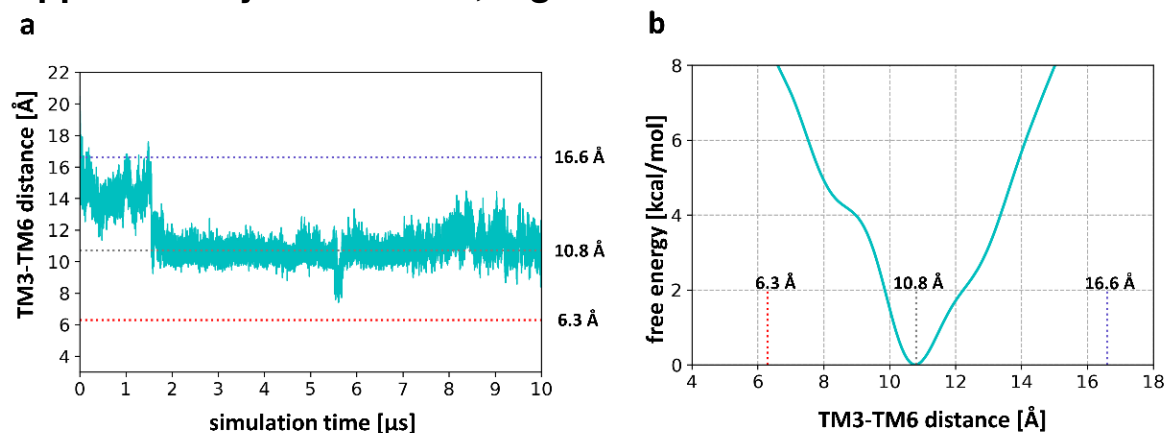 a
b
TM3-TM6 distance [Å]
22
20
18
16
14
12
10
8
6
4
0 1 2 3 4 5 6 7 8 9 10
simulation time [µs]
16.6 Å
10.8 Å
6.3 Å
free energy [kcal/mol]
8
6
4
2
0
6.3 Å 10.8 Å 16.6 Å
4 6 8 10 12 14 16 18
TM3-TM6 distance [Å]